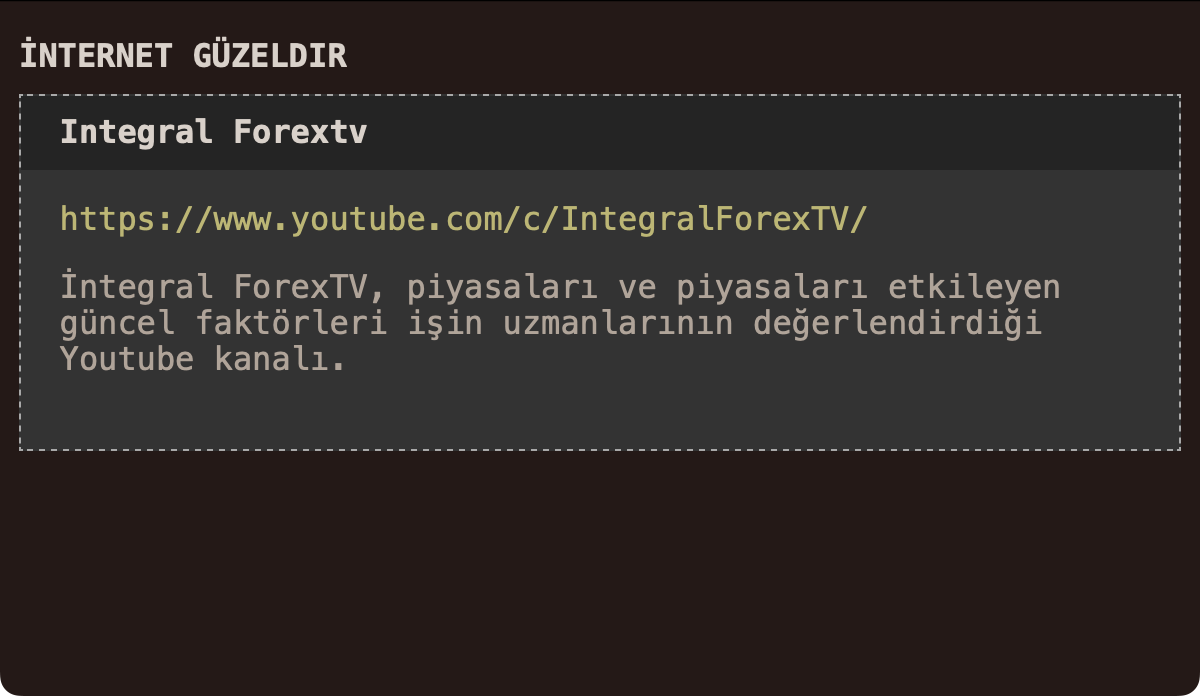 İNTERNET GÜZELDIR
Integral Forextv
https://www.youtube.com/c/IntegralForexTV/
İntegral ForexTV, piyasaları ve piyasaları etkileyen
güncel faktörleri işin uzmanlarının değerlendirdiği
Youtube kanalı.